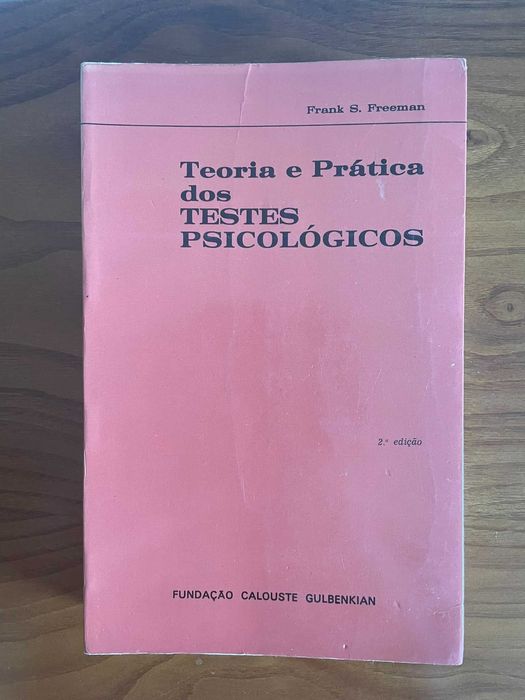 Frank S. Freeman
Teoria e Prática
dos
TESTES
PSICOLÓGICOS
2.ª edição
FUNDAÇÃO CALOUSTE GULBENKIAN